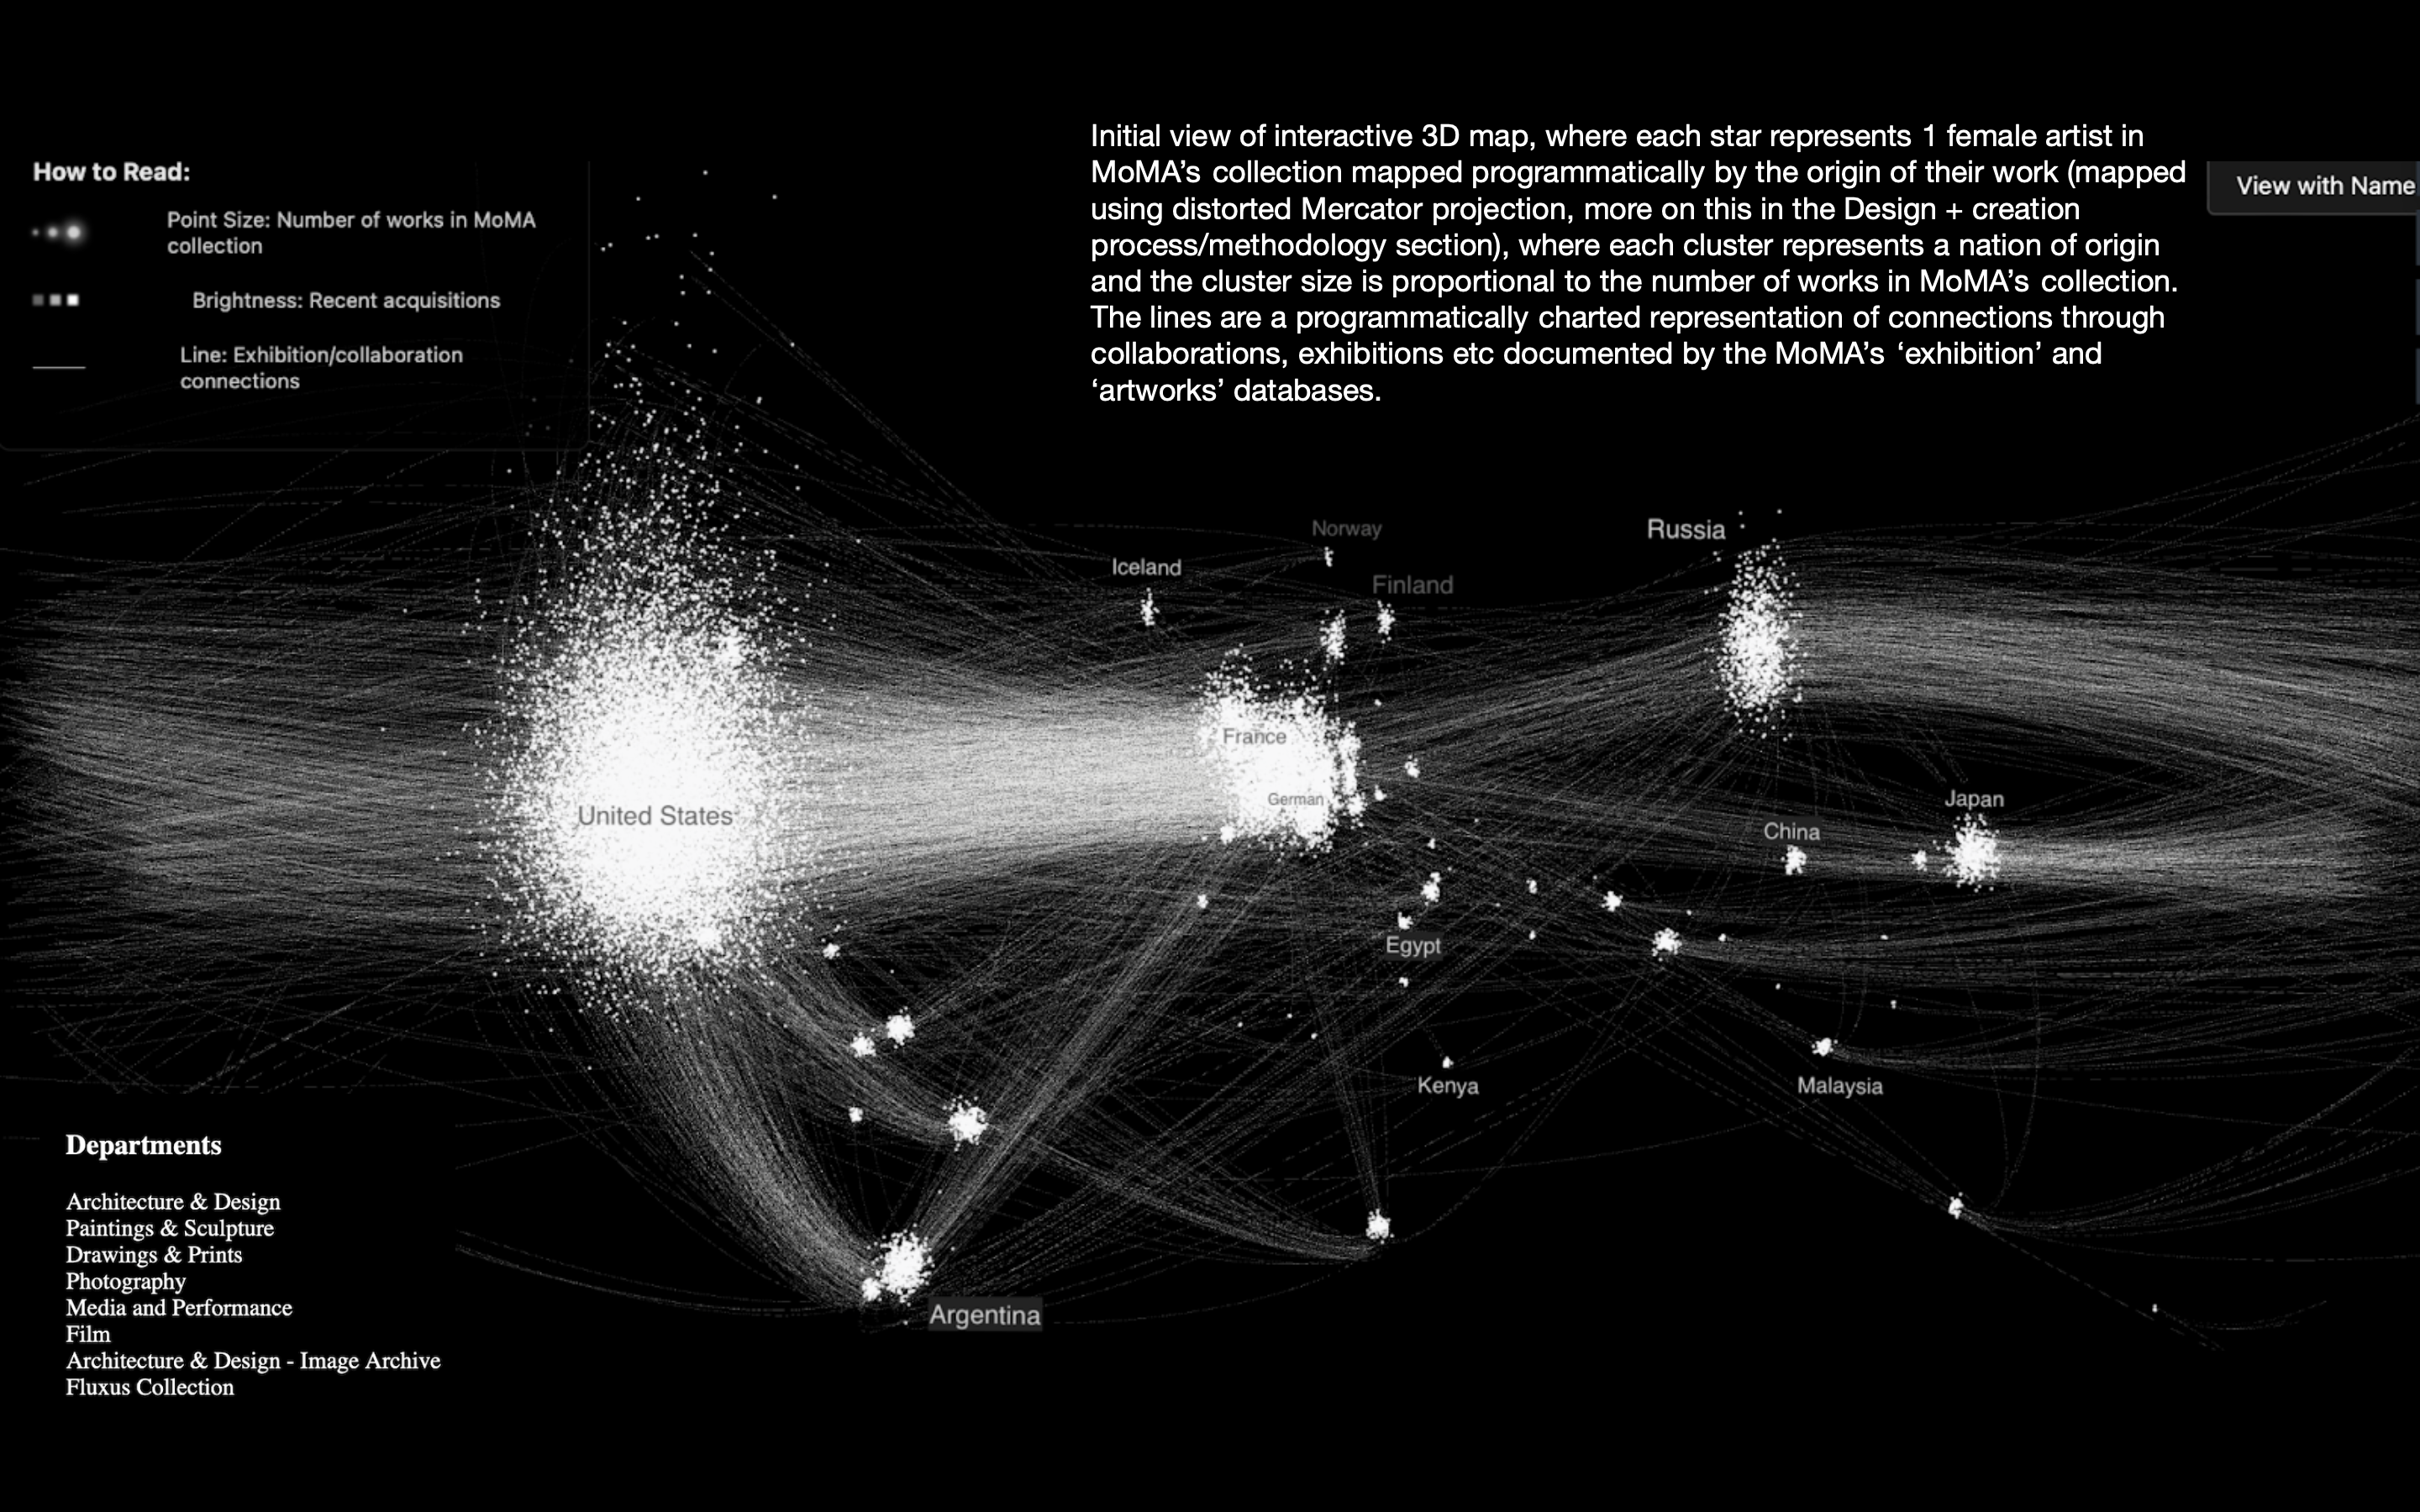 Initial view of interactive 3D map, where each star represents 1 female artist in
MoMA’s collection mapped programmatically by the origin of their work (mapped
using distorted Mercator projection, more on this in the Design + creation
process/methodology section), where each cluster represents a nation of origin
and the cluster size is proportional to the number of works in MoMA’s collection.
The lines are a programmatically charted representation of connections through
collaborations, exhibitions etc documented by the MoMA’s ‘exhibition’ and
‘artworks’ databases.
How to Read:
Point Size: Number of works in MoMA
collection
Brightness: Recent acquisitions
Line: Exhibition/collaboration
connections
View with Name
Norway
Russia
Iceland
Finland
France
German
United States
Japan
China
Egypt
Kenya
Malaysia
Argentina
Departments
Architecture & Design
Paintings & Sculpture
Drawings & Prints
Photography
Media and Performance
Film
Architecture & Design - Image Archive
Fluxus Collection